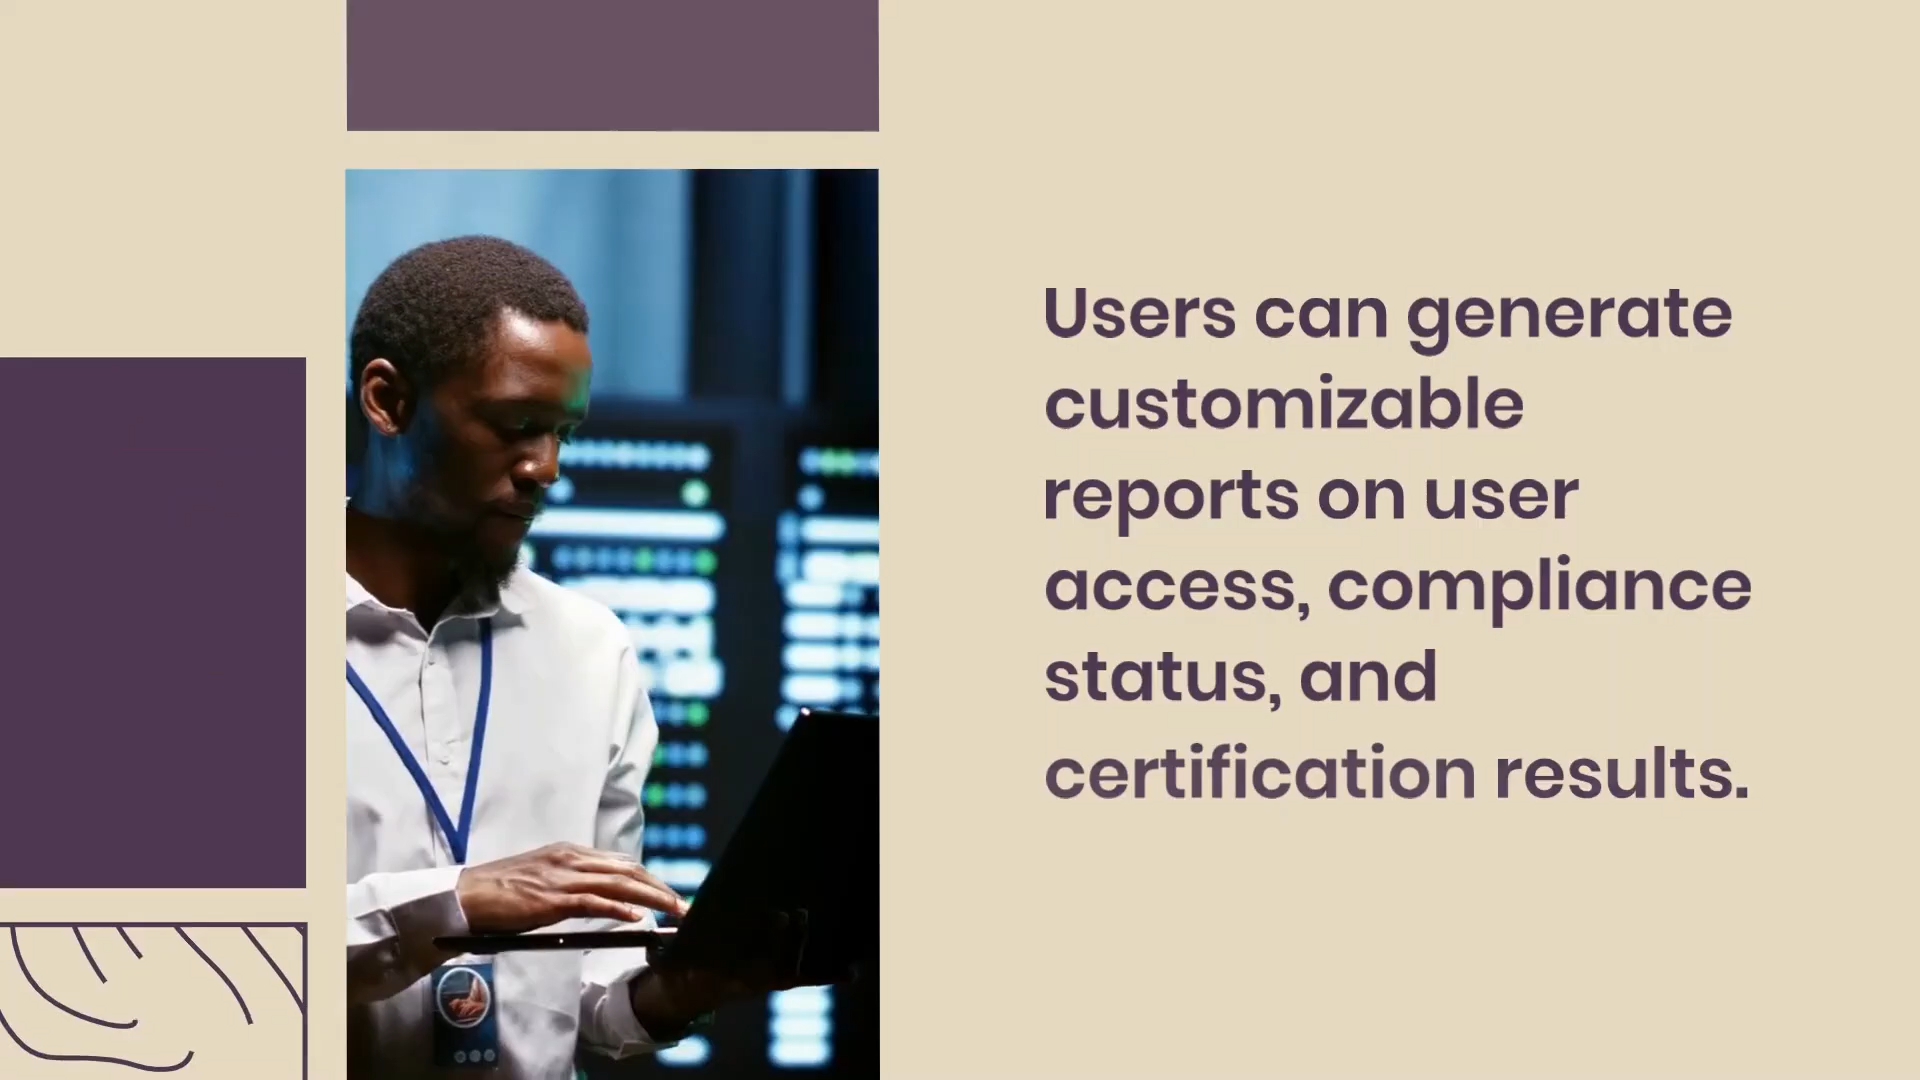 Users can generate
customizable
reports on user
access, compliance
status, and
certification results.